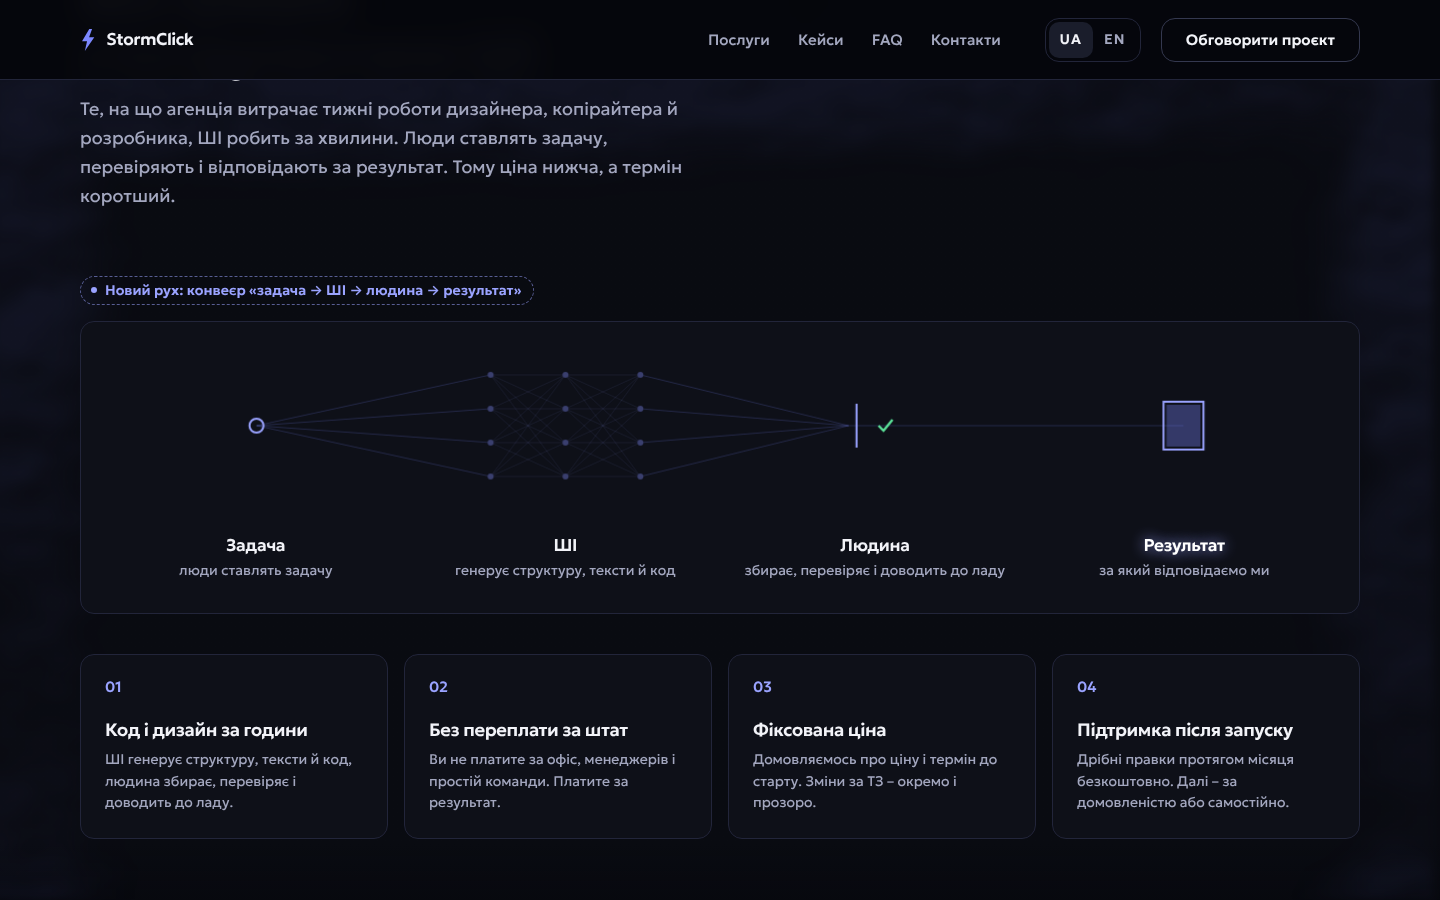 StormClick
Послуги
Кейси
FAQ
Контакти
UA
EN
Обговорити проєкт
Те, на що агенція витрачає тижні роботи дизайнера, копірайтера й
розробника, ШІ робить за хвилини. Люди ставлять задачу,
перевіряють і відповідають за результат. Тому ціна нижча, а термін
коротший.
Новий рух: конвеєр «задача → ШІ → людина → результат»
Задача
люди ставлять задачу
ШІ
генерує структуру, тексти й код
Людина
збирає, перевіряє і доводить до ладу
Результат
за який відповідаємо ми
01
Код і дизайн за години
ШІ генерує структуру, тексти й код,
людина збирає, перевіряє і
доводить до ладу.
02
Без переплати за штат
Ви не платите за офіс, менеджерів і
простій команди. Платите за
результат.
03
Фіксована ціна
Домовляємось про ціну і термін до
старту. Зміни за ТЗ – окремо і
прозоро.
04
Підтримка після запуску
Дрібні правки протягом місяця
безкоштовно. Далі – за
домовленістю або самостійно.